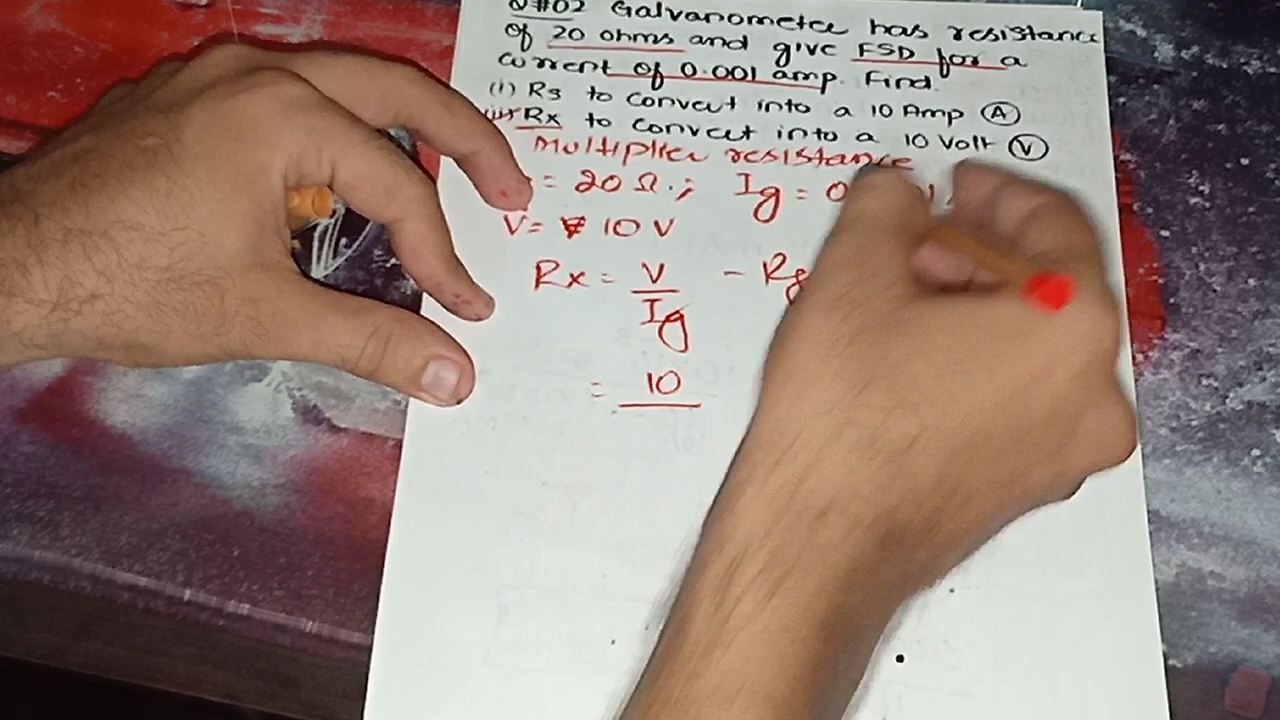 Q#02 Galvanometer has resistance
of 20 ohms and give FSD for a
current of 0.001 amp. Find.
(i) Rs to convert into a 10 Amp (A)
(ii) Rx to convert into a 10 Volt (V)
Multiplier resistance
= 20 Ω.; Ig = 0
V = 10 V
Rx = V/Ig - Rg
= 10